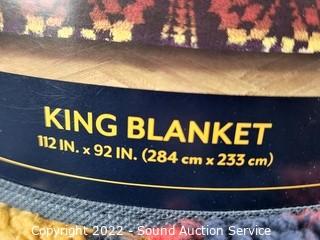 KING BLANKET
112 IN. x 92 IN. (284 cm x 233 cm)
Copyright 2022 - Sound Auction Service